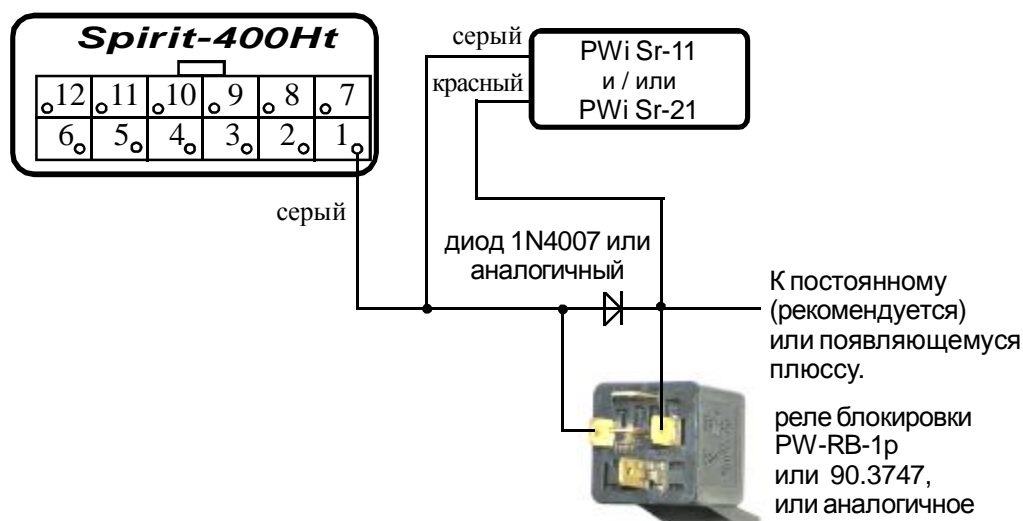 Spirit-400Ht
12 11 10 9 8 7
6 5 4 3 2 1
серый
серый
красный
PWi Sr-11
и / или
PWi Sr-21
диод 1N4007 или
аналогичный
К постоянному
(рекомендуется)
или появляющемуся
плюссу.
реле блокировки
PW-RB-1p
или 90.3747,
или аналогичное